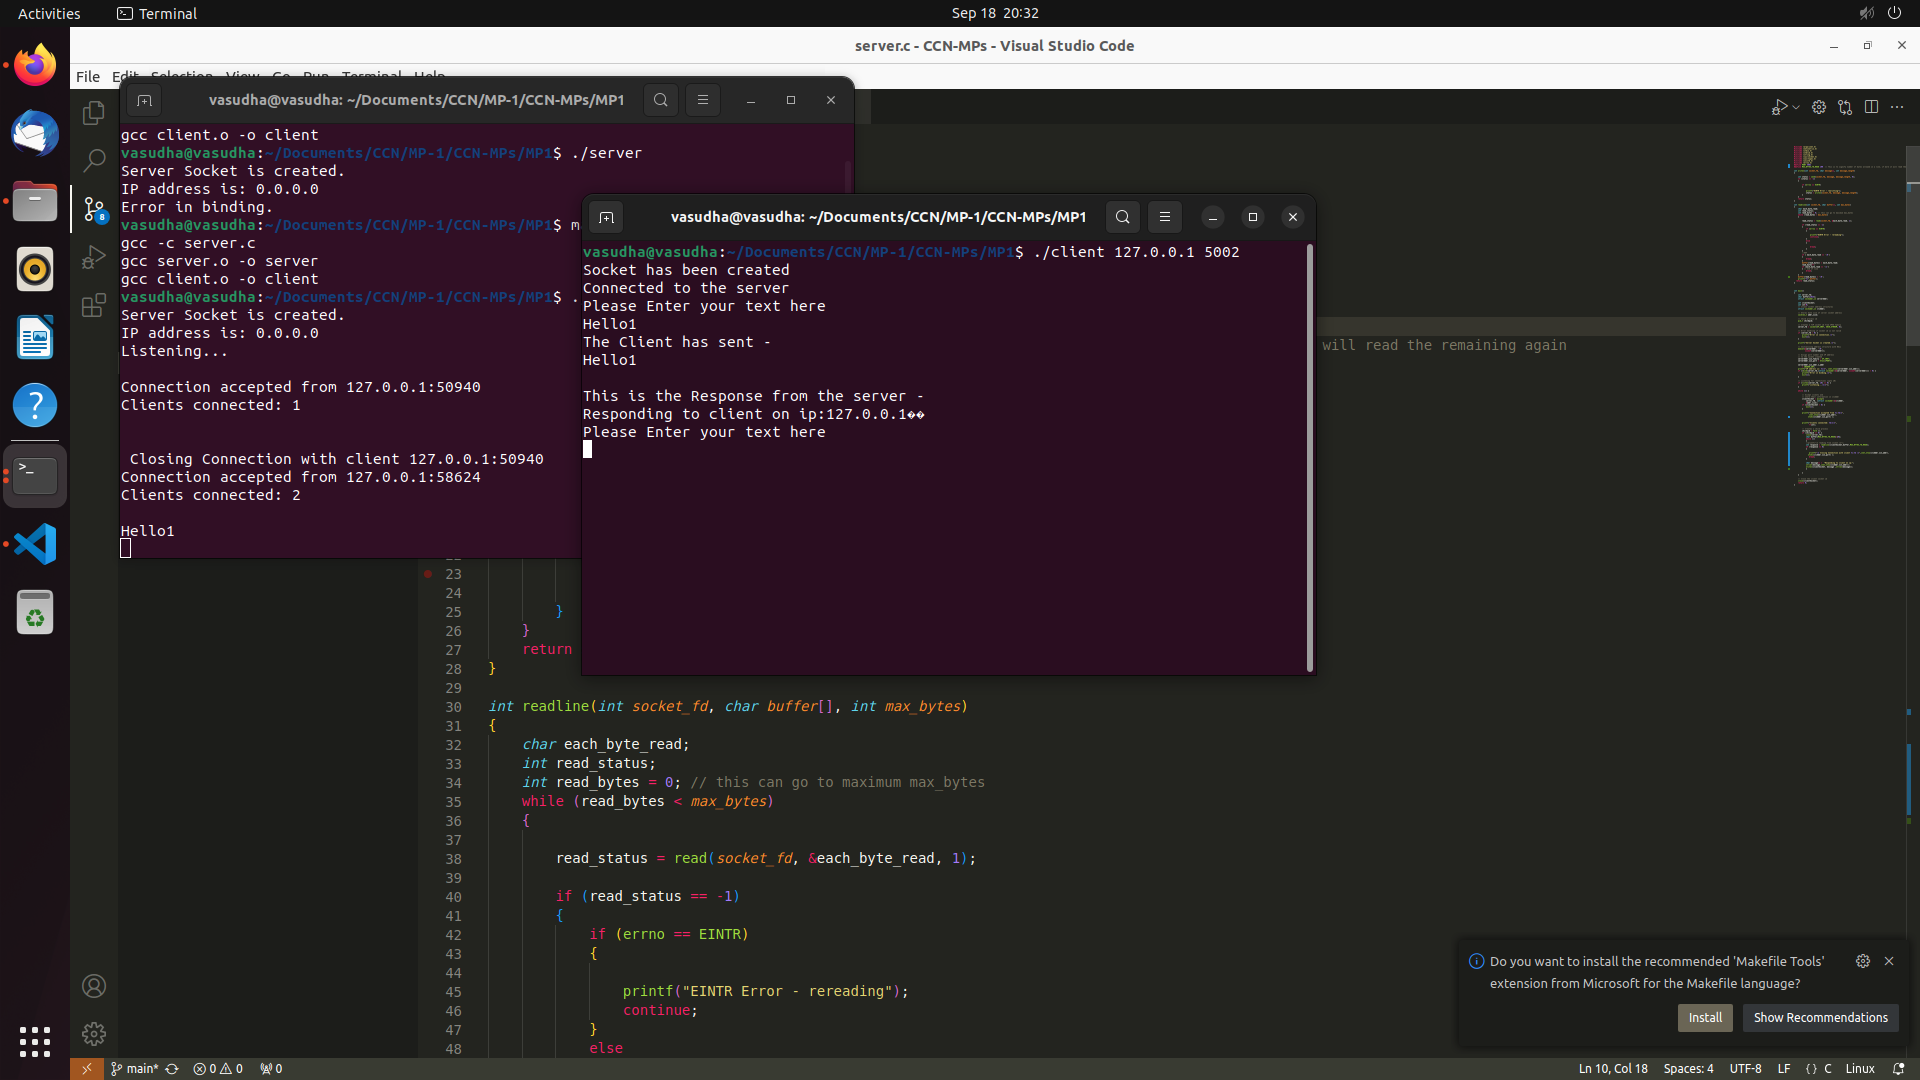 Activities
Terminal
Sep 18 20:32
server.c - CCN-MPs - Visual Studio Code
File Edit Selection View Go Run Terminal Help
vasudha@vasudha: ~/Documents/CCN/MP-1/CCN-MPs/MP1
gcc client.o -o client
vasudha@vasudha:~/Documents/CCN/MP-1/CCN-MPs/MP1$ ./server
Server Socket is created.
IP address is: 0.0.0.0
Error in binding.
vasudha@vasudha:~/Documents/CCN/MP-1/CCN-MPs/MP1$ m
gcc -c server.c
gcc server.o -o server
gcc client.o -o client
vasudha@vasudha:~/Documents/CCN/MP-1/CCN-MPs/MP1$ .
Server Socket is created.
IP address is: 0.0.0.0
Listening...
Connection accepted from 127.0.0.1:50940
Clients connected: 1
Closing Connection with client 127.0.0.1:50940
Connection accepted from 127.0.0.1:58624
Clients connected: 2
Hello1
vasudha@vasudha: ~/Documents/CCN/MP-1/CCN-MPs/MP1
vasudha@vasudha:~/Documents/CCN/MP-1/CCN-MPs/MP1$ ./client 127.0.0.1 5002
Socket has been created
Connected to the server
Please Enter your text here
Hello1
The Client has sent -
Hello1
This is the Response from the server -
Responding to client on ip:127.0.0.1��
Please Enter your text here
will read the remaining again
23
24
25 }
26 }
27 return
28 }
29
30 int readline(int socket_fd, char buffer[], int max_bytes)
31 {
32 char each_byte_read;
33 int read_status;
34 int read_bytes = 0; // this can go to maximum max_bytes
35 while (read_bytes < max_bytes)
36 {
37
38 read_status = read(socket_fd, &each_byte_read, 1);
39
40 if (read_status == -1)
41 {
42 if (errno == EINTR)
43 {
44
45 printf("EINTR Error - rereading");
46 continue;
47 }
48 else
8
Do you want to install the recommended 'Makefile Tools'
extension from Microsoft for the Makefile language?
Install
Show Recommendations
main* 0 0 0
Ln 10, Col 18 Spaces: 4 UTF-8 LF {} C Linux